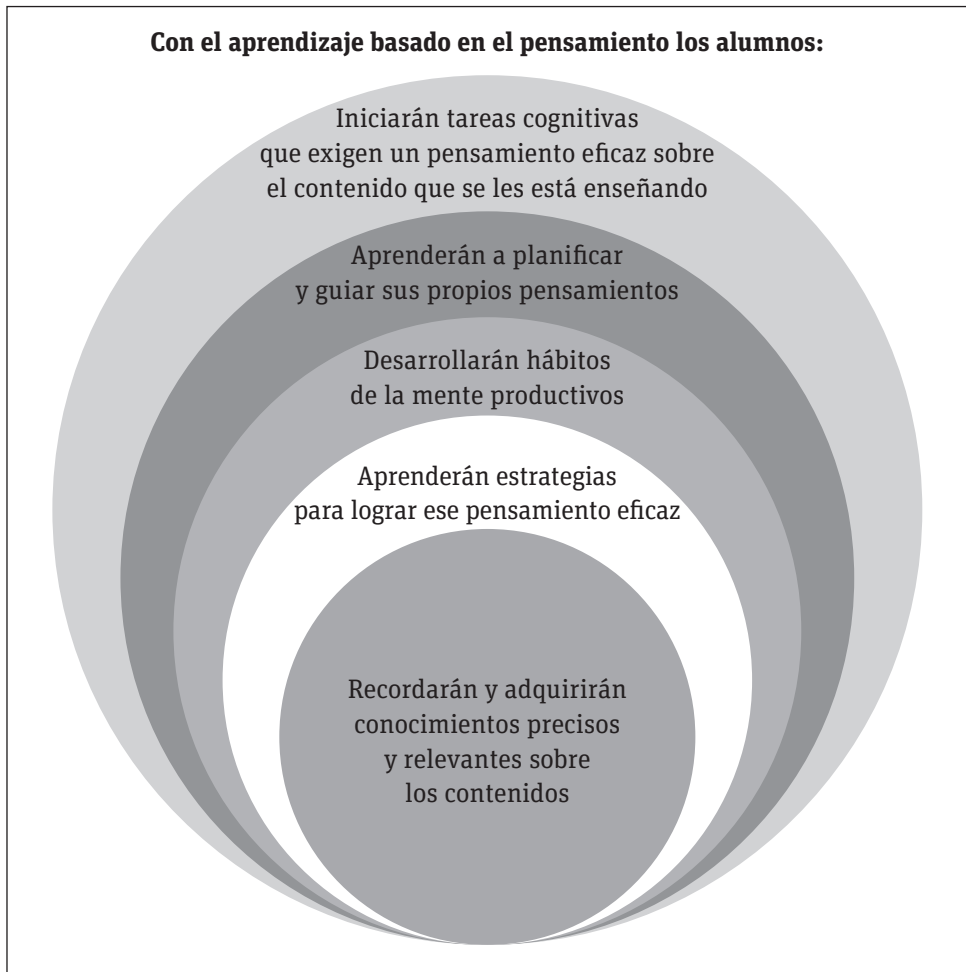 Con el aprendizaje basado en el pensamiento los alumnos:
Iniciarán tareas cognitivas
que exigen un pensamiento eficaz sobre
el contenido que se les está enseñando
Aprenderán a planificar
y guiar sus propios pensamientos
Desarrollarán hábitos
de la mente productivos
Aprenderán estrategias
para lograr ese pensamiento eficaz
Recordarán y adquirirán
conocimientos precisos
y relevantes sobre
los contenidos